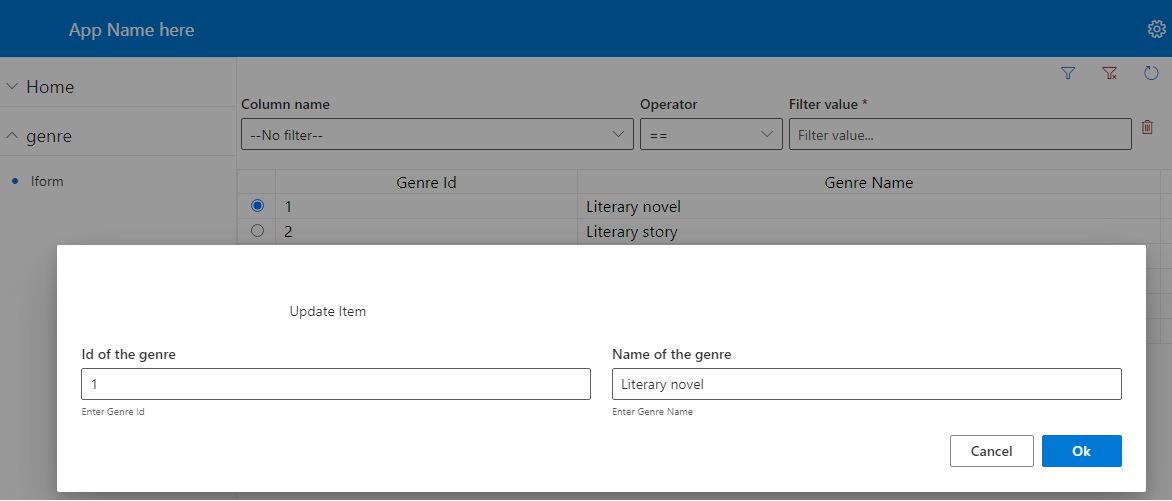 App Name here
Home
genre
lform
Column name
Operator
Filter value *
--No filter--
==
Filter value...
Genre Id
Genre Name
1
Literary novel
2
Literary story
Update Item
Id of the genre
Name of the genre
1
Literary novel
Enter Genre Id
Enter Genre Name
Cancel
Ok